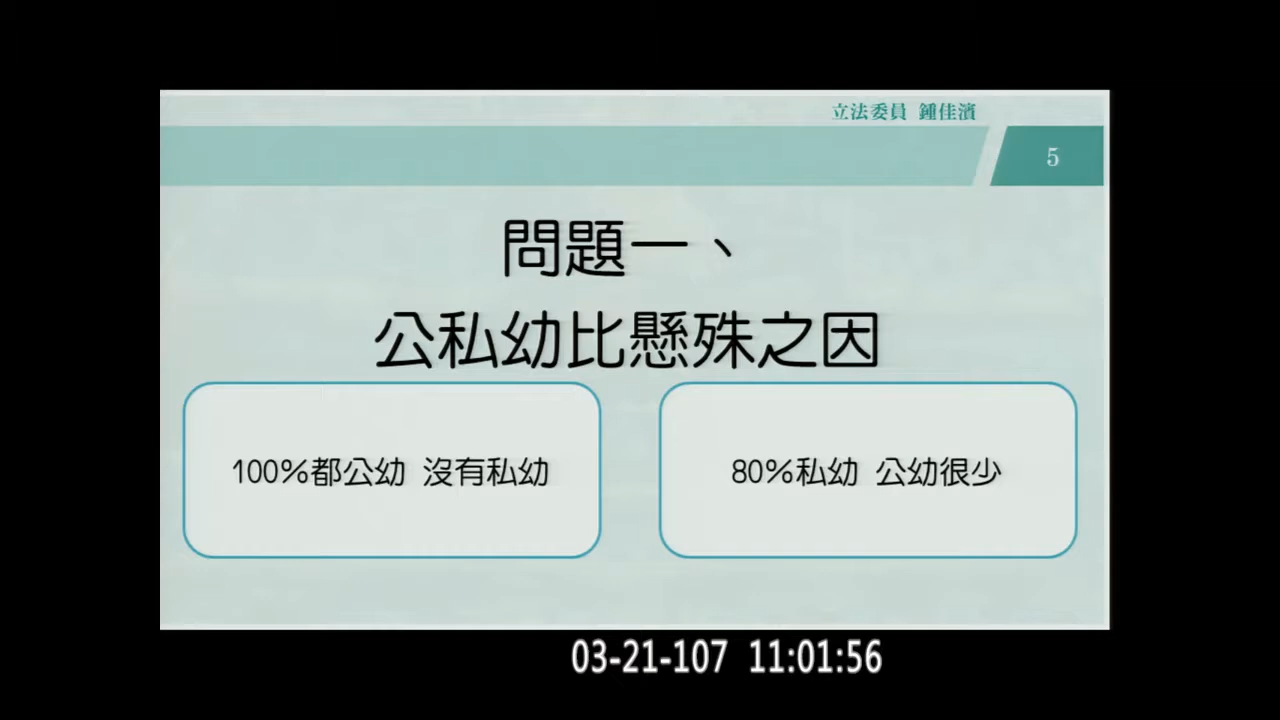 立法委員 鍾佳濱
5
問題一、
公私幼比懸殊之因
100%都公幼 沒有私幼
80%私幼 公幼很少
03-21-107 11:01:56